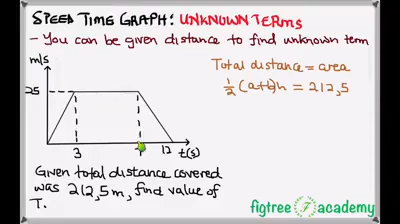 SPEED TIME GRAPH: UNKNOWN TERMS
- You can be given distance to find unknown term
m/s
Total distance = area
½ (a+b)h = 212,5
25
3
T
12
t(s)
Given total distance covered
was 212,5m, find value of
T.
figtree academy